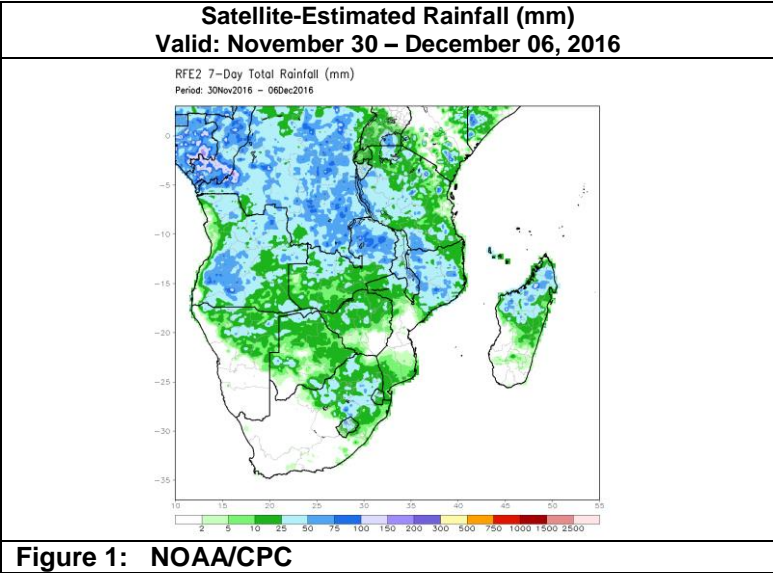 Satellite-Estimated Rainfall (mm)
Valid: November 30 – December 06, 2016
RFE2 7-Day Total Rainfall (mm)
Period: 30Nov2016 - 06Dec2016
0
-5
-10
-15
-20
-25
-30
-35
10 15 20 25 30 35 40 45 50 55
2 5 10 25 50 75 100 150 200 300 500 750 1000 1500 2500
Figure 1: NOAA/CPC